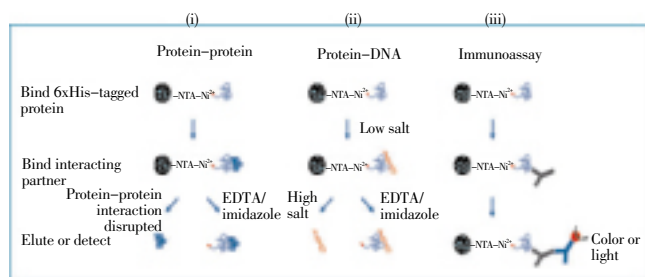 (i) (ii) (iii)
Protein–protein Protein–DNA Immunoassay
Bind 6xHis–tagged
protein
–NTA–Ni²⁺ –NTA–Ni²⁺ –NTA–Ni²⁺
Low salt
Bind interacting
partner
–NTA–Ni²⁺ –NTA–Ni²⁺ –NTA–Ni²⁺
Protein–protein
interaction
disrupted
EDTA/
imidazole
High
salt
EDTA/
imidazole
Elute or detect
–NTA–Ni²⁺
Color or
light